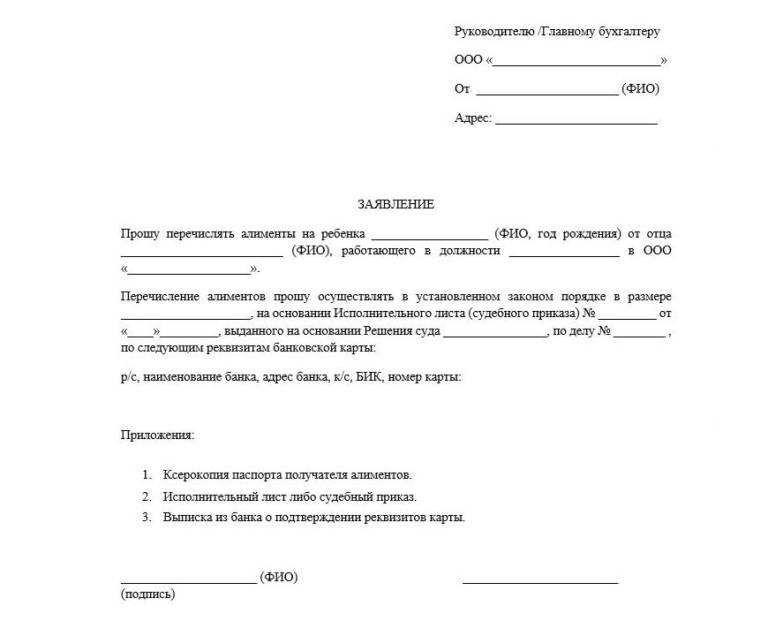 Руководителю /Главному бухгалтеру
ООО «__________________________»
От ______________________ (ФИО)
Адрес: _________________________
ЗАЯВЛЕНИЕ
Прошу перечислять алименты на ребенка __________________ (ФИО, год рождения) от отца
_________________________ (ФИО), работающего в должности _________________ в ООО
«___________________».
Перечисление алиментов прошу осуществлять в установленном законом порядке в размере
____________________, на основании Исполнительного листа (судебного приказа) № _________ от
«____»_________, выданного на основании Решения суда ________________, по делу № ________ ,
по следующим реквизитам банковской карты:
р/с, наименование банка, адрес банка, к/с, БИК, номер карты:
Приложения:
1. Ксерокопия паспорта получателя алиментов.
2. Исполнительный лист либо судебный приказ.
3. Выписка из банка о подтверждении реквизитов карты.
_____________________ (ФИО) ________________________
(подпись)